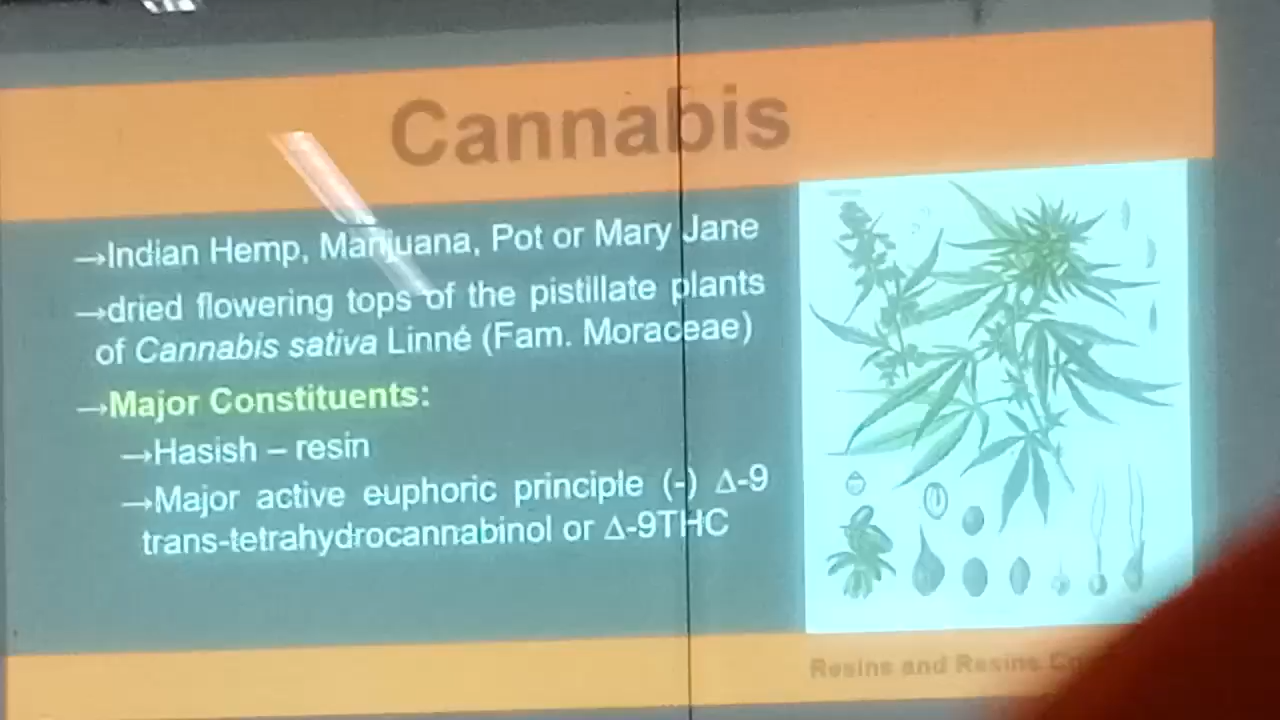 Cannabis
→Indian Hemp, Marijuana, Pot or Mary Jane
→dried flowering tops of the pistillate plants
of Cannabis sativa Linné (Fam. Moraceae)
→Major Constituents:
→Hasish – resin
→Major active euphoric principle (-) Δ-9
trans-tetrahydrocannabinol or Δ-9THC
Resins and Resins